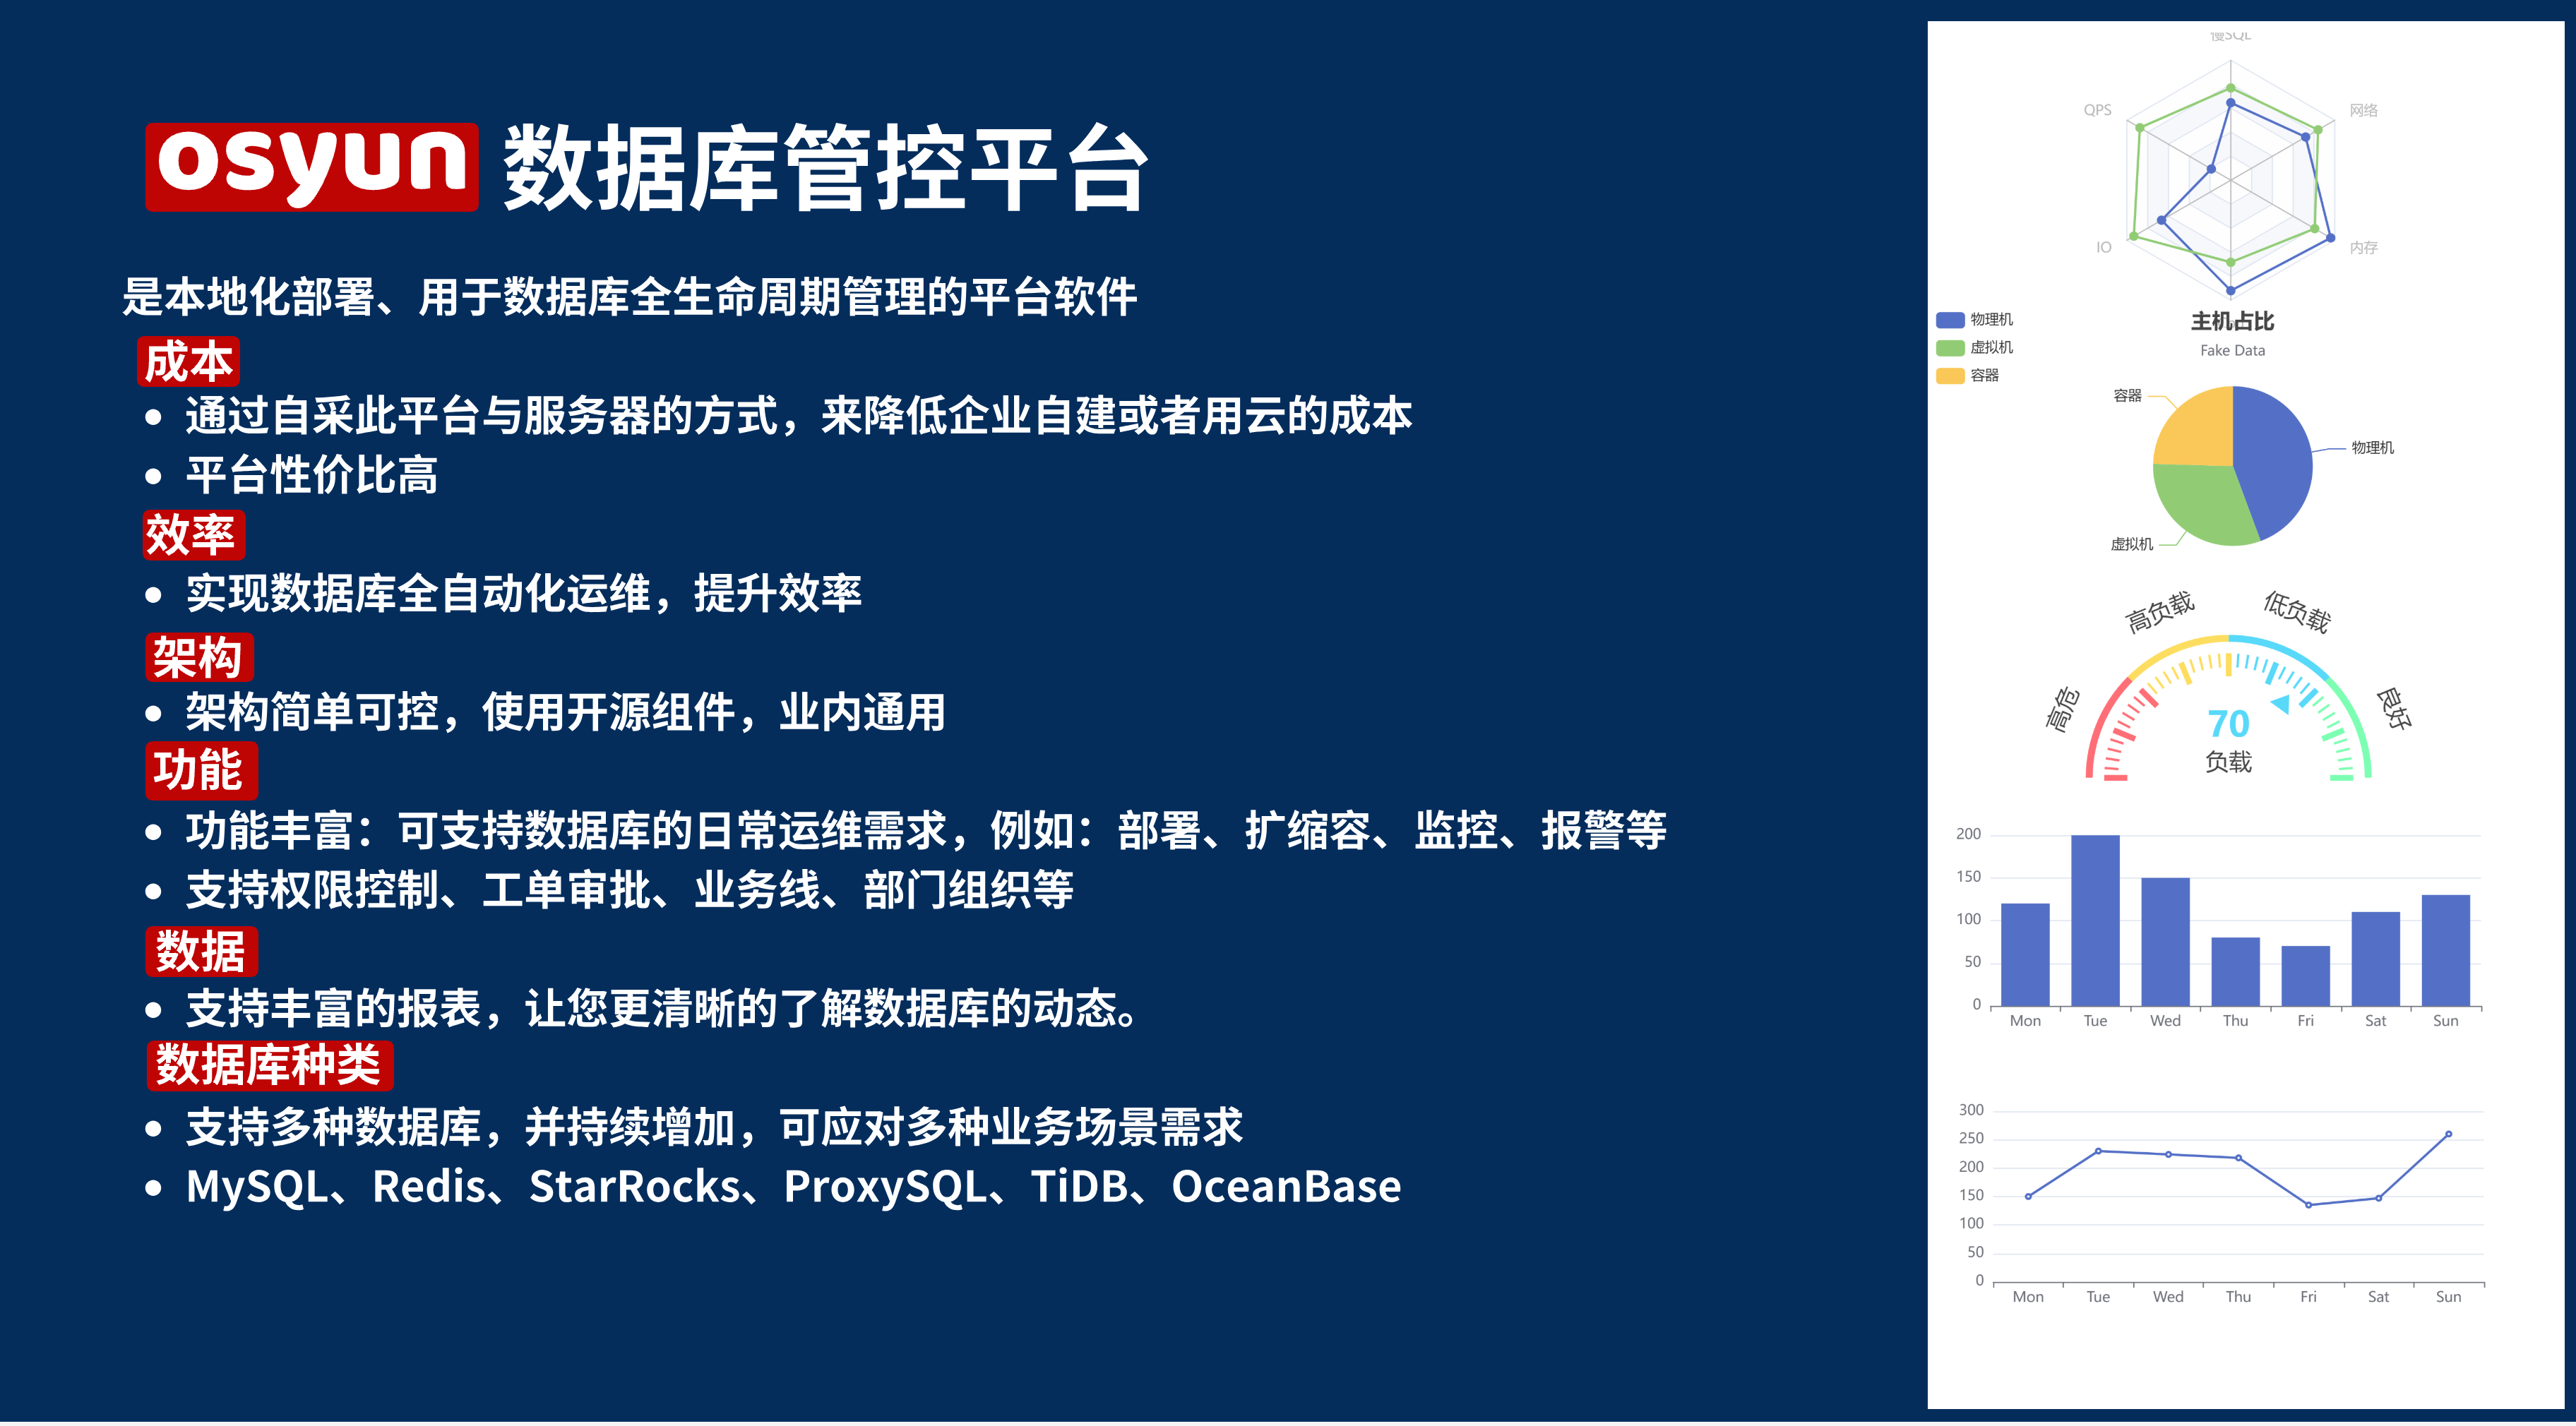 osyun 数据库管控平台
是本地化部署、用于数据库全生命周期管理的平台软件
成本
• 通过自采此平台与服务器的方式，来降低企业自建或者用云的成本
• 平台性价比高
效率
• 实现数据库全自动化运维，提升效率
架构
• 架构简单可控，使用开源组件，业内通用
功能
• 功能丰富：可支持数据库的日常运维需求，例如：部署、扩缩容、监控、报警等
• 支持权限控制、工单审批、业务线、部门组织等
数据
• 支持丰富的报表，让您更清晰的了解数据库的动态。
数据库种类
• 支持多种数据库，并持续增加，可应对多种业务场景需求
• MySQL、Redis、StarRocks、ProxySQL、TiDB、OceanBase
慢SQL
QPS
网络
IO
内存
主机占比
Fake Data
物理机
虚拟机
容器
容器
物理机
虚拟机
高负载
低负载
高危
良好
70
负载
200
150
100
50
0
Mon Tue Wed Thu Fri Sat Sun
300
250
200
150
100
50
0
Mon Tue Wed Thu Fri Sat Sun